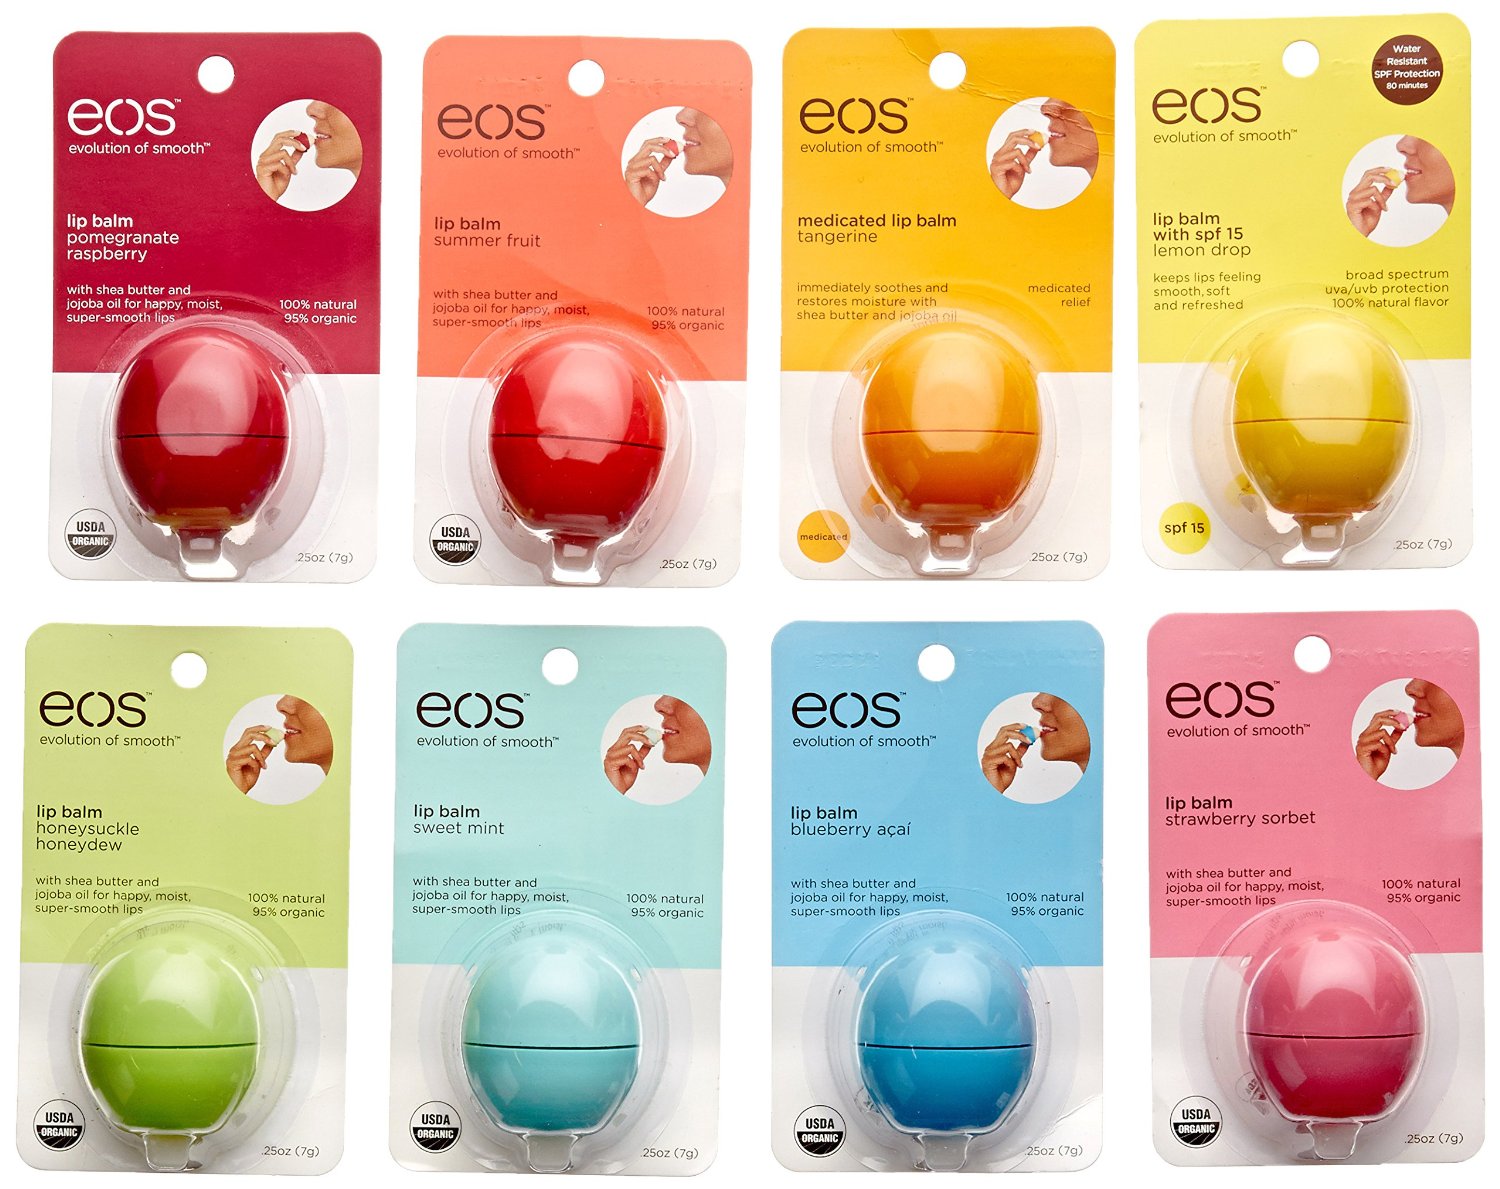 eos™
evolution of smooth™
lip balm
pomegranate
raspberry
with shea butter and
jojoba oil for happy, moist,
super-smooth lips
100% natural
95% organic
USDA
ORGANIC
.25oz (7g)
eos™
evolution of smooth™
lip balm
summer fruit
with shea butter and
jojoba oil for happy, moist,
super-smooth lips
100% natural
95% organic
USDA
ORGANIC
.25oz (7g)
eos™
evolution of smooth™
medicated lip balm
tangerine
immediately soothes and
restores moisture with
shea butter and jojoba oil
medicated
relief
medicated
.25oz (7g)
Water
Resistant
SPF Protection
80 minutes
eos™
evolution of smooth™
lip balm
with spf 15
lemon drop
keeps lips feeling
smooth, soft
and refreshed
broad spectrum
uva/uvb protection
100% natural flavor
spf 15
.25oz (7g)
eos™
evolution of smooth™
lip balm
honeysuckle
honeydew
with shea butter and
jojoba oil for happy, moist,
super-smooth lips
100% natural
95% organic
USDA
ORGANIC
.25oz (7g)
eos™
evolution of smooth™
lip balm
sweet mint
with shea butter and
jojoba oil for happy, moist,
super-smooth lips
100% natural
95% organic
USDA
ORGANIC
.25oz (7g)
eos™
evolution of smooth™
lip balm
blueberry açaí
with shea butter and
jojoba oil for happy, moist,
super-smooth lips
100% natural
95% organic
USDA
ORGANIC
.25oz (7g)
eos™
evolution of smooth™
lip balm
strawberry sorbet
with shea butter and
jojoba oil for happy, moist,
super-smooth lips
100% natural
95% organic
USDA
ORGANIC
.25oz (7g)